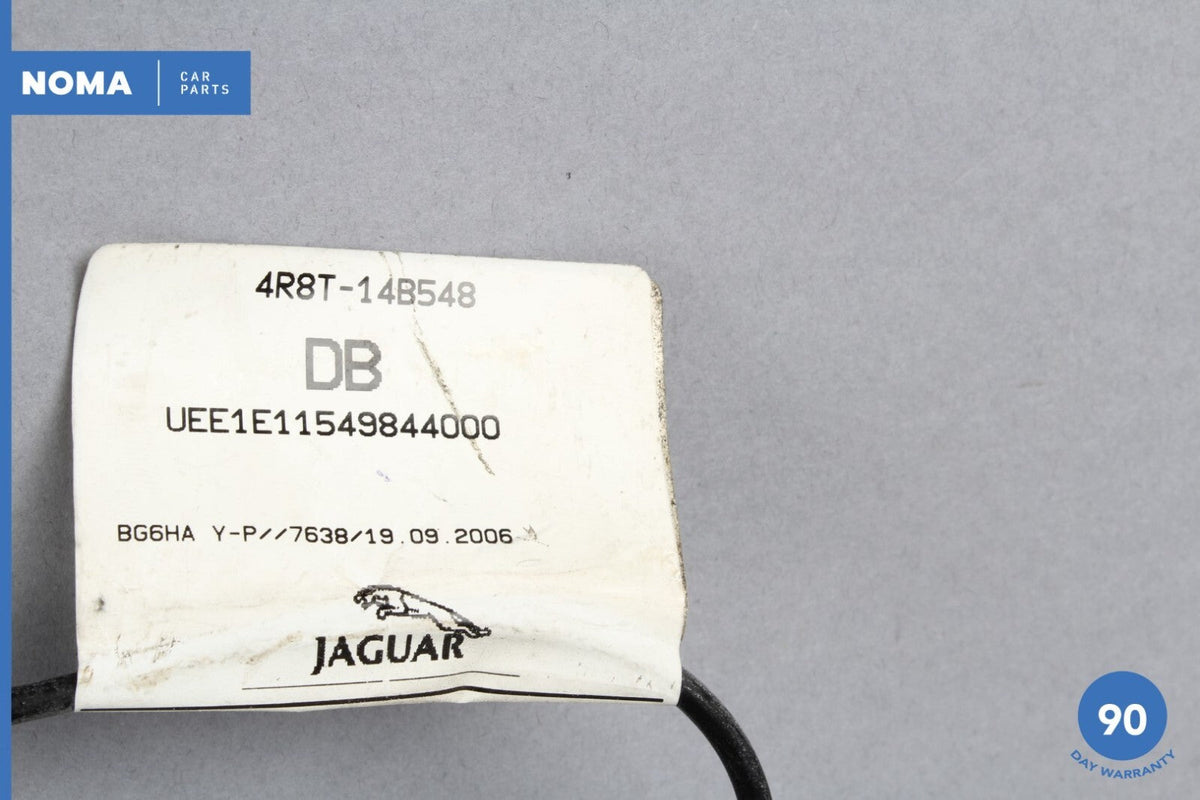 NOMA
CAR
PARTS
4R8T-14B548
DB
UEE1E11549844000
BG6HA Y-P//7638/19.09.2006
JAGUAR
90
DAY WARRANTY